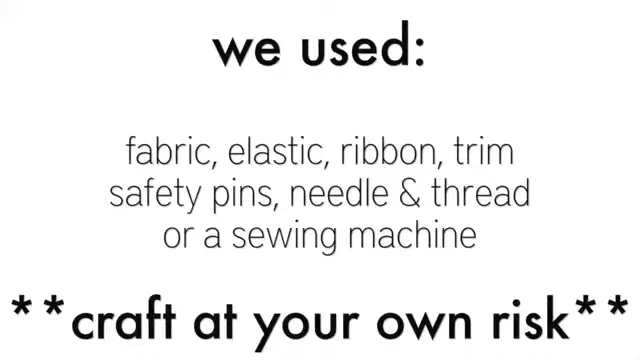 we used:
fabric, elastic, ribbon, trim
safety pins, needle & thread
or a sewing machine
**craft at your own risk**